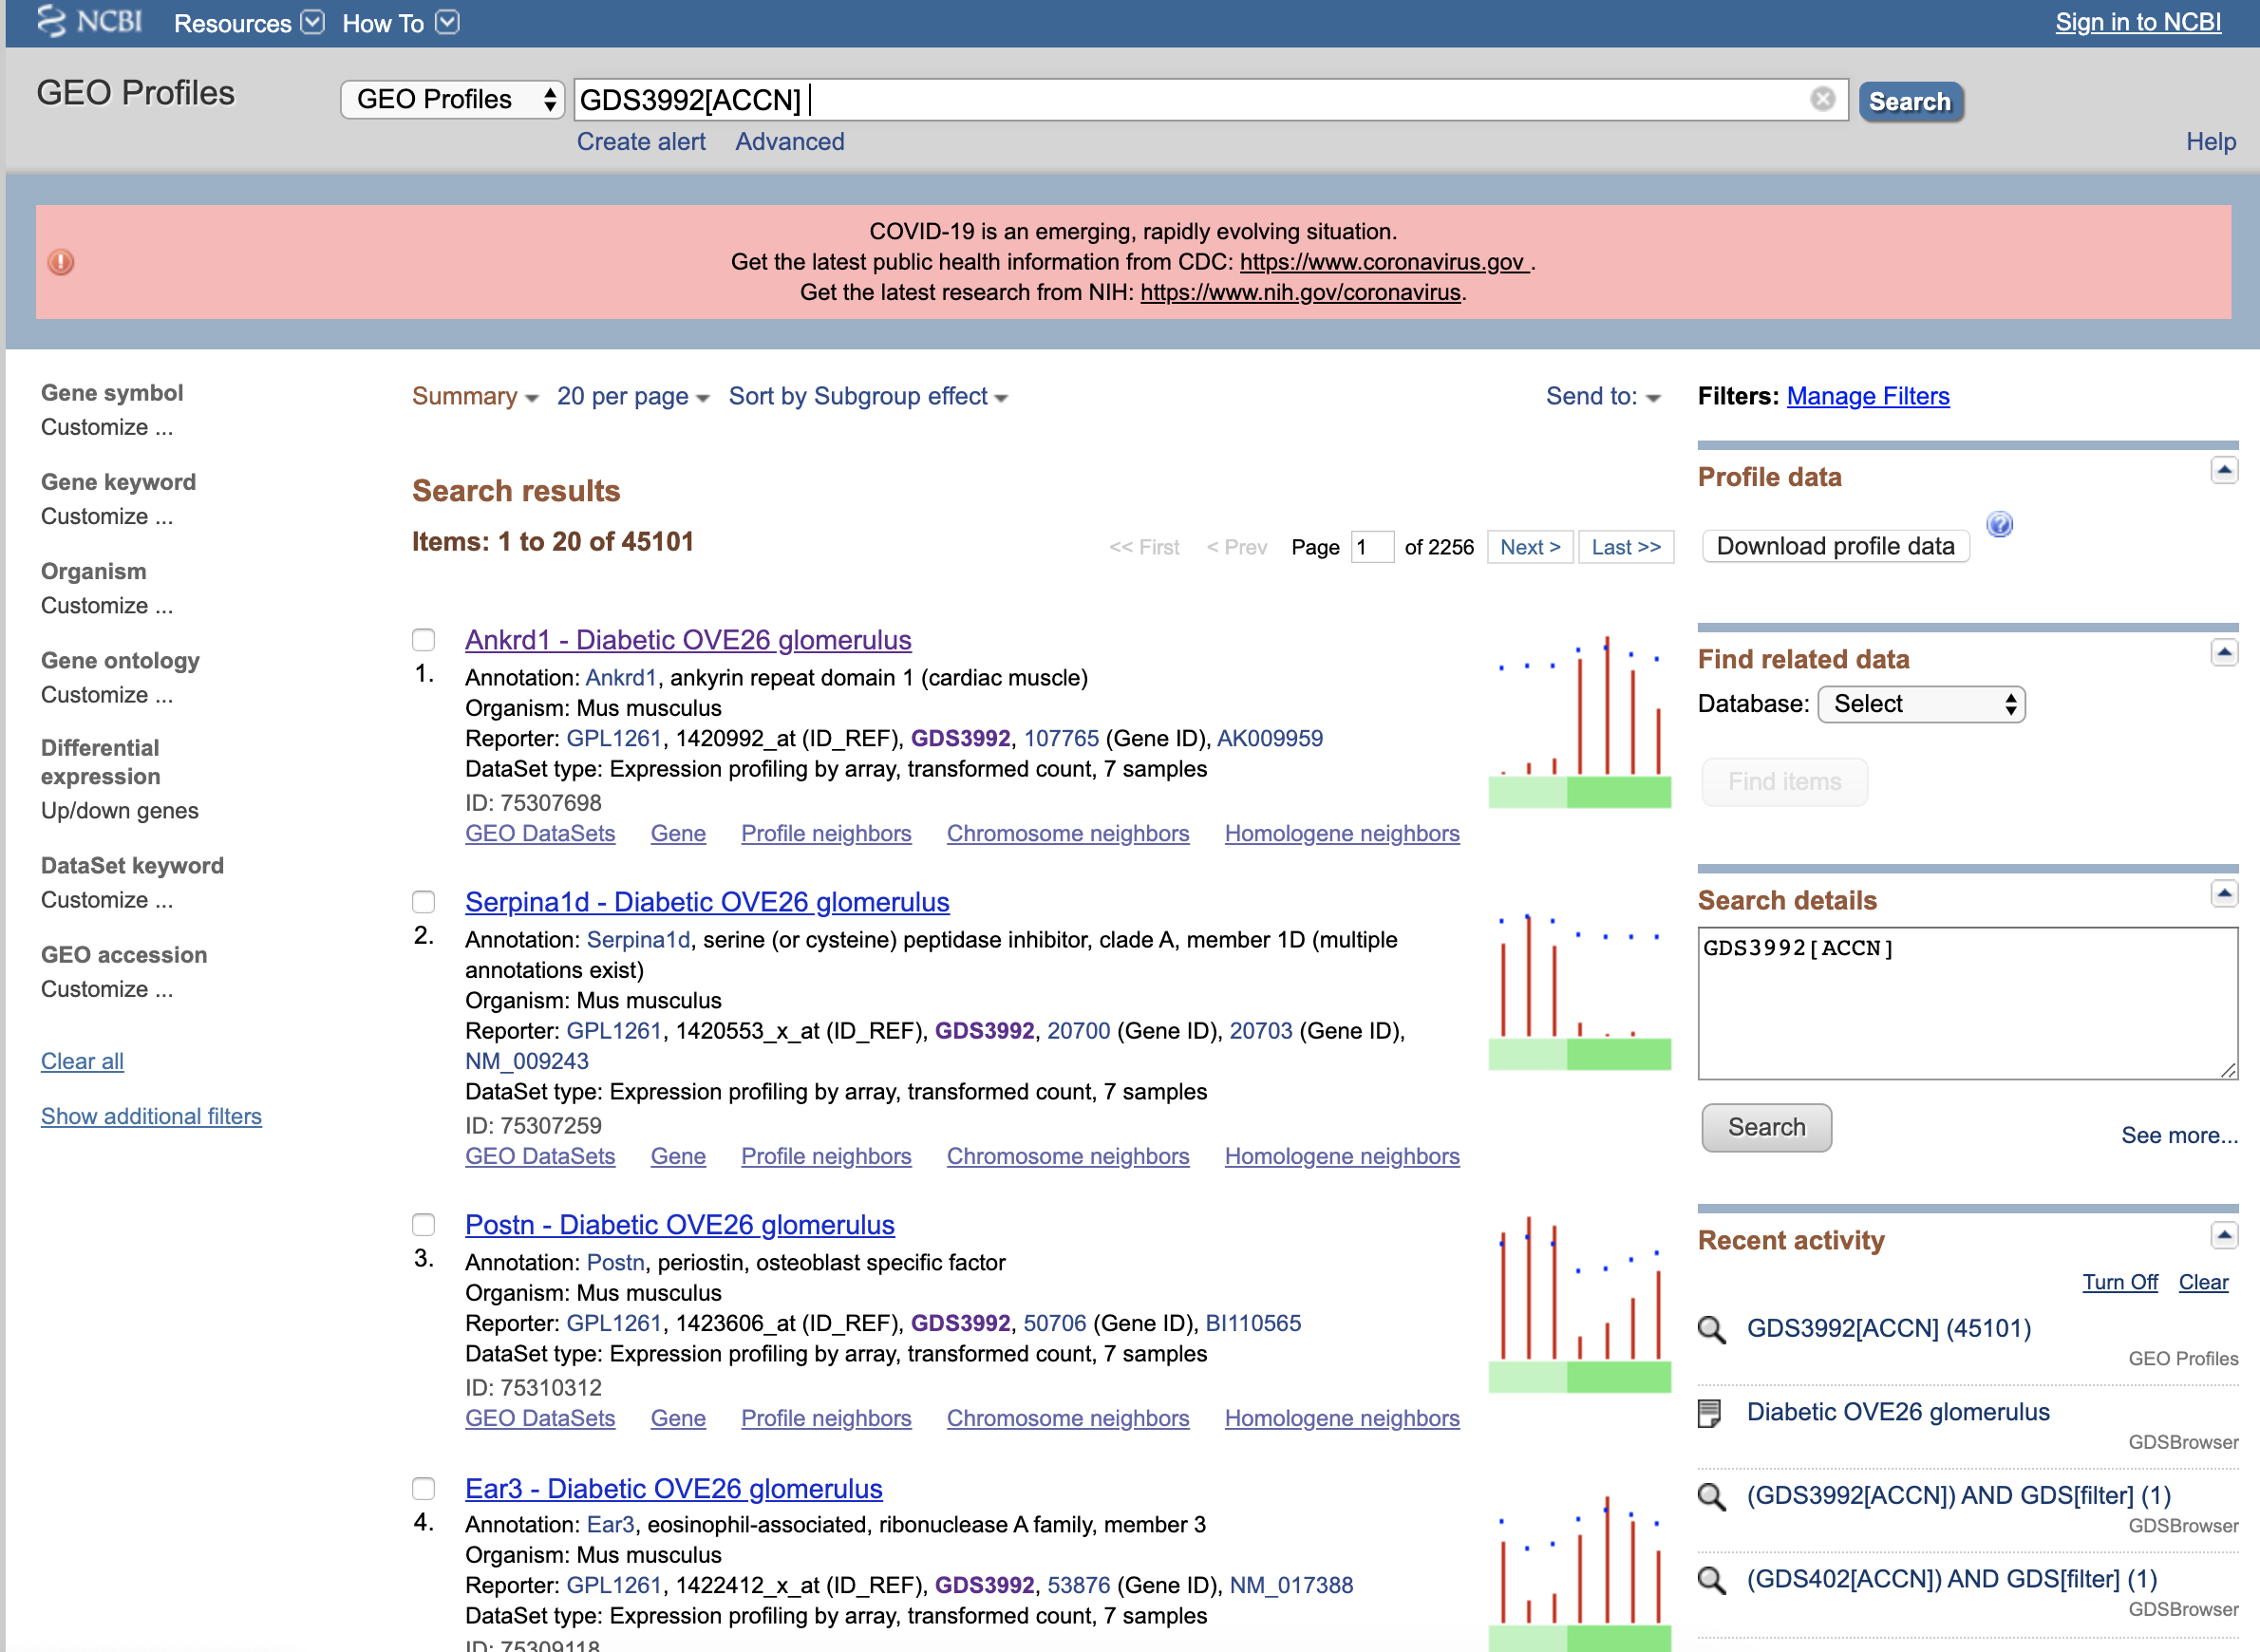 NCBI Resources How To Sign in to NCBI
GEO Profiles GEO Profiles GDS3992[ACCN] Search
Create alert Advanced Help
COVID-19 is an emerging, rapidly evolving situation.
Get the latest public health information from CDC: https://www.coronavirus.gov .
Get the latest research from NIH: https://www.nih.gov/coronavirus.
Gene symbol
Customize ...
Gene keyword
Customize ...
Organism
Customize ...
Gene ontology
Customize ...
Differential
expression
Up/down genes
DataSet keyword
Customize ...
GEO accession
Customize ...
Clear all
Show additional filters
Summary 20 per page Sort by Subgroup effect Send to:
Search results
Items: 1 to 20 of 45101
<< First < Prev Page 1 of 2256 Next > Last >>
Ankrd1 - Diabetic OVE26 glomerulus
1. Annotation: Ankrd1, ankyrin repeat domain 1 (cardiac muscle)
Organism: Mus musculus
Reporter: GPL1261, 1420992_at (ID_REF), GDS3992, 107765 (Gene ID), AK009959
DataSet type: Expression profiling by array, transformed count, 7 samples
ID: 75307698
GEO DataSets Gene Profile neighbors Chromosome neighbors Homologene neighbors
Serpina1d - Diabetic OVE26 glomerulus
2. Annotation: Serpina1d, serine (or cysteine) peptidase inhibitor, clade A, member 1D (multiple
annotations exist)
Organism: Mus musculus
Reporter: GPL1261, 1420553_x_at (ID_REF), GDS3992, 20700 (Gene ID), 20703 (Gene ID),
NM_009243
DataSet type: Expression profiling by array, transformed count, 7 samples
ID: 75307259
GEO DataSets Gene Profile neighbors Chromosome neighbors Homologene neighbors
Postn - Diabetic OVE26 glomerulus
3. Annotation: Postn, periostin, osteoblast specific factor
Organism: Mus musculus
Reporter: GPL1261, 1423606_at (ID_REF), GDS3992, 50706 (Gene ID), BI110565
DataSet type: Expression profiling by array, transformed count, 7 samples
ID: 75310312
GEO DataSets Gene Profile neighbors Chromosome neighbors Homologene neighbors
Ear3 - Diabetic OVE26 glomerulus
4. Annotation: Ear3, eosinophil-associated, ribonuclease A family, member 3
Organism: Mus musculus
Reporter: GPL1261, 1422412_x_at (ID_REF), GDS3992, 53876 (Gene ID), NM_017388
DataSet type: Expression profiling by array, transformed count, 7 samples
ID: 75309118
Filters: Manage Filters
Profile data
Download profile data
Find related data
Database: Select
Find items
Search details
GDS3992[ACCN]
Search
See more...
Recent activity
Turn Off Clear
GDS3992[ACCN] (45101)
GEO Profiles
Diabetic OVE26 glomerulus
GDSBrowser
(GDS3992[ACCN]) AND GDS[filter] (1)
GDSBrowser
(GDS402[ACCN]) AND GDS[filter] (1)
GDSBrowser